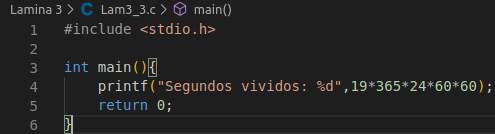 Lamina 3 > C Lam3_3.c > main()
1 #include <stdio.h>
2
3 int main(){
4 printf("Segundos vividos: %d",19*365*24*60*60);
5 return 0;
6 }